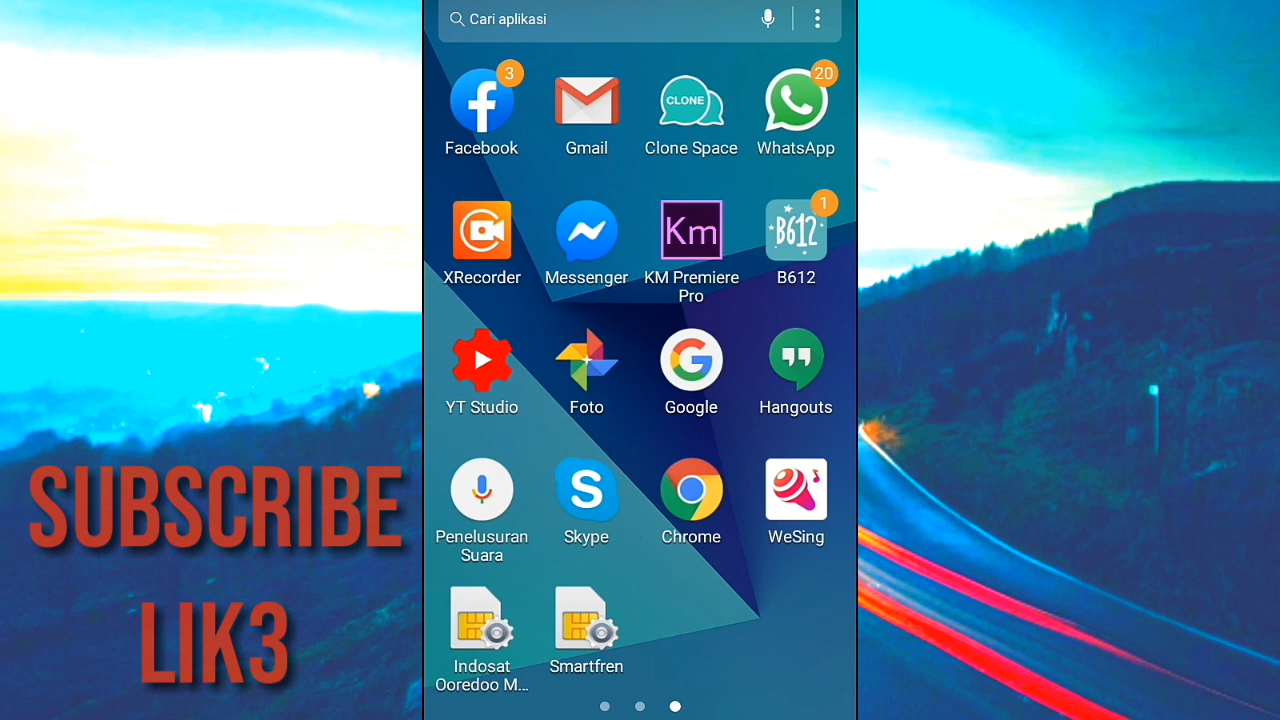 Cari aplikasi
3
20
CLONE
Facebook
Gmail
Clone Space
WhatsApp
1
Km
B612
XRecorder
Messenger
KM Premiere
Pro
B612
YT Studio
Foto
Google
Hangouts
S
Penelusuran
Suara
Skype
Chrome
WeSing
Indosat
Ooredoo M...
Smartfren
SUBSCRIBE
LIK3